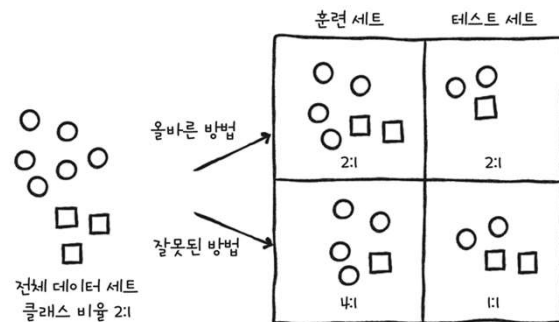 훈련 세트
테스트 세트
올바른 방법
2:1
2:1
잘못된 방법
4:1
1:1
전체 데이터 세트
클래스 비율 2:1